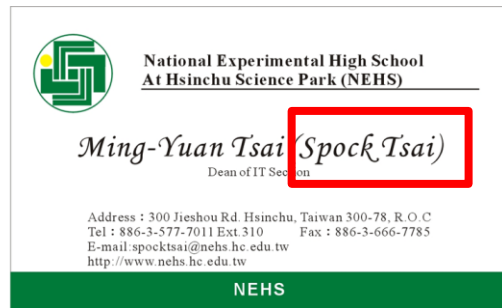 National Experimental High School
At Hsinchu Science Park (NEHS)
Ming-Yuan Tsai (Spock Tsai)
Dean of IT Section
Address：300 Jieshou Rd. Hsinchu, Taiwan 300-78, R.O.C
Tel：886-3-577-7011 Ext.310 Fax：886-3-666-7785
E-mail:spocktsai@nehs.hc.edu.tw
http://www.nehs.hc.edu.tw
NEHS